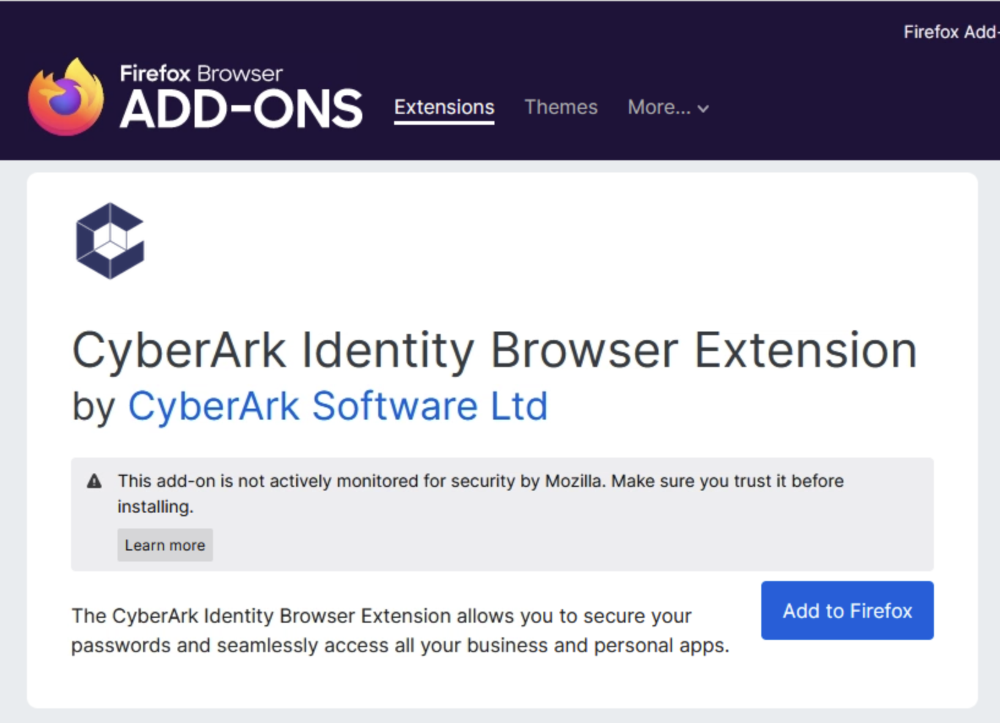 Firefox Add-
Firefox Browser
ADD-ONS
Extensions
Themes
More...
CyberArk Identity Browser Extension
by CyberArk Software Ltd
This add-on is not actively monitored for security by Mozilla. Make sure you trust it before
installing.
Learn more
Add to Firefox
The CyberArk Identity Browser Extension allows you to secure your
passwords and seamlessly access all your business and personal apps.